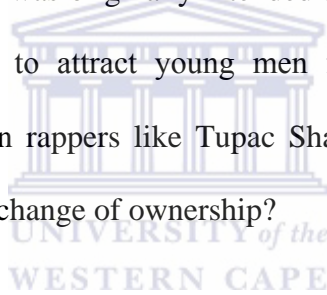 was originally intended
to attract young men
n rappers like Tupac Sha
change of ownership?
UNIVERSITY of the
WESTERN CAPE